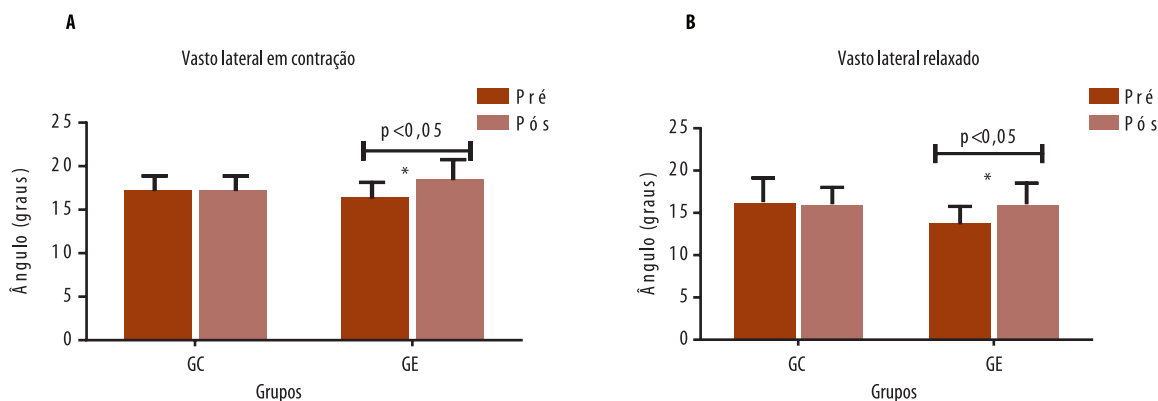 A
Vasto lateral em contração
Pré
Pós
p<0,05
*
25
20
15
10
5
0
Ângulo (graus)
GC
GE
Grupos
B
Vasto lateral relaxado
Pré
Pós
p<0,05
*
25
20
15
10
5
0
Ângulo (graus)
GC
GE
Grupos